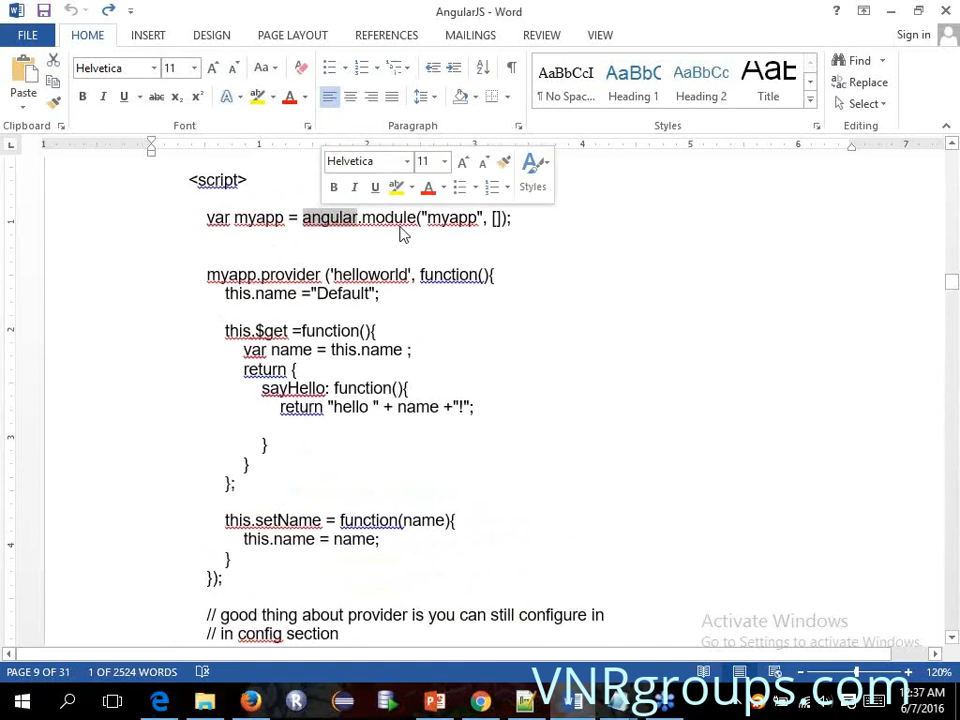 AngularJS - Word
FILE HOME INSERT DESIGN PAGE LAYOUT REFERENCES MAILINGS REVIEW VIEW Sign in
Paste
Helvetica 11 Aa
AaBbCcI AaBbC AaBbCcD AaE
¶ No Spac... Heading 1 Heading 2 Title
Find
Replace
Select
Clipboard Font Paragraph Styles Editing
Helvetica 11
Styles
<script>
var myapp = angular.module("myapp", []);
myapp.provider ('helloworld', function(){
this.name ="Default";
this.$get =function(){
var name = this.name ;
return {
sayHello: function(){
return "hello " + name +"!";
}
}
};
this.setName = function(name){
this.name = name;
}
});
// good thing about provider is you can still configure in
// in config section
Activate Windows
Go to Settings to activate Windows.
PAGE 9 OF 31 1 OF 2524 WORDS 120%
VNRgroups.com
12:37 AM
6/7/2016